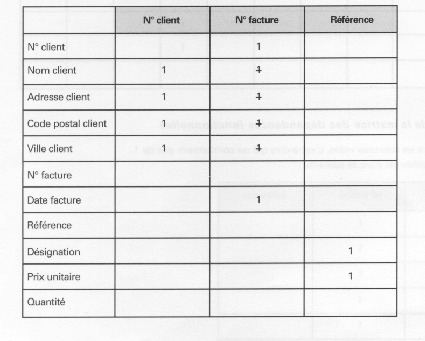 N° client N° facture Référence
N° client 1
Nom client 1 1
Adresse client 1 1
Code postal client 1 1
Ville client 1 1
N° facture
Date facture 1
Référence
Désignation 1
Prix unitaire 1
Quantité